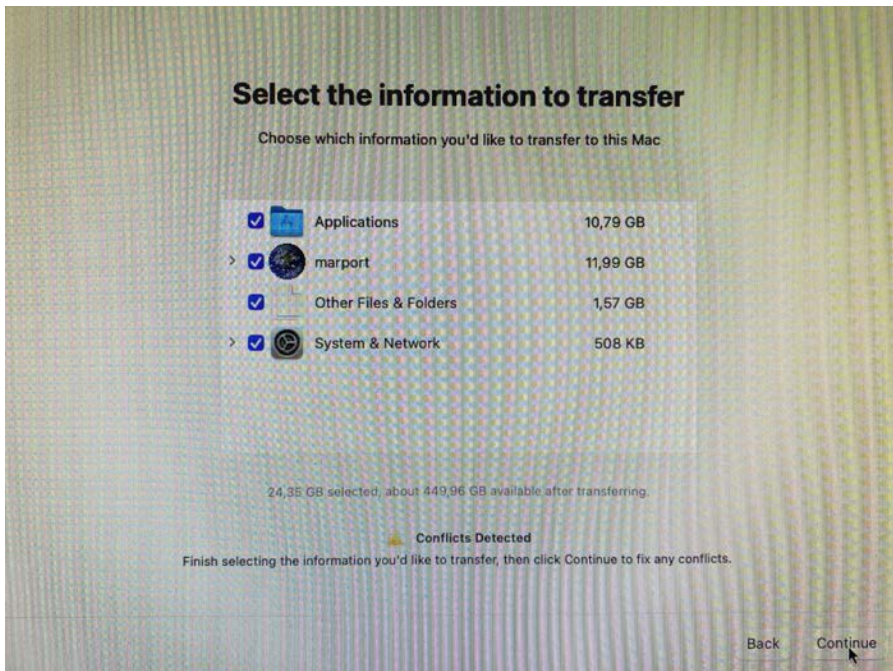 Select the information to transfer
Choose which information you'd like to transfer to this Mac
Applications 10,79 GB
marport 11,99 GB
Other Files & Folders 1,57 GB
System & Network 508 KB
24,35 GB selected, about 449,96 GB available after transferring.
Conflicts Detected
Finish selecting the information you'd like to transfer, then click Continue to fix any conflicts.
Back Continue